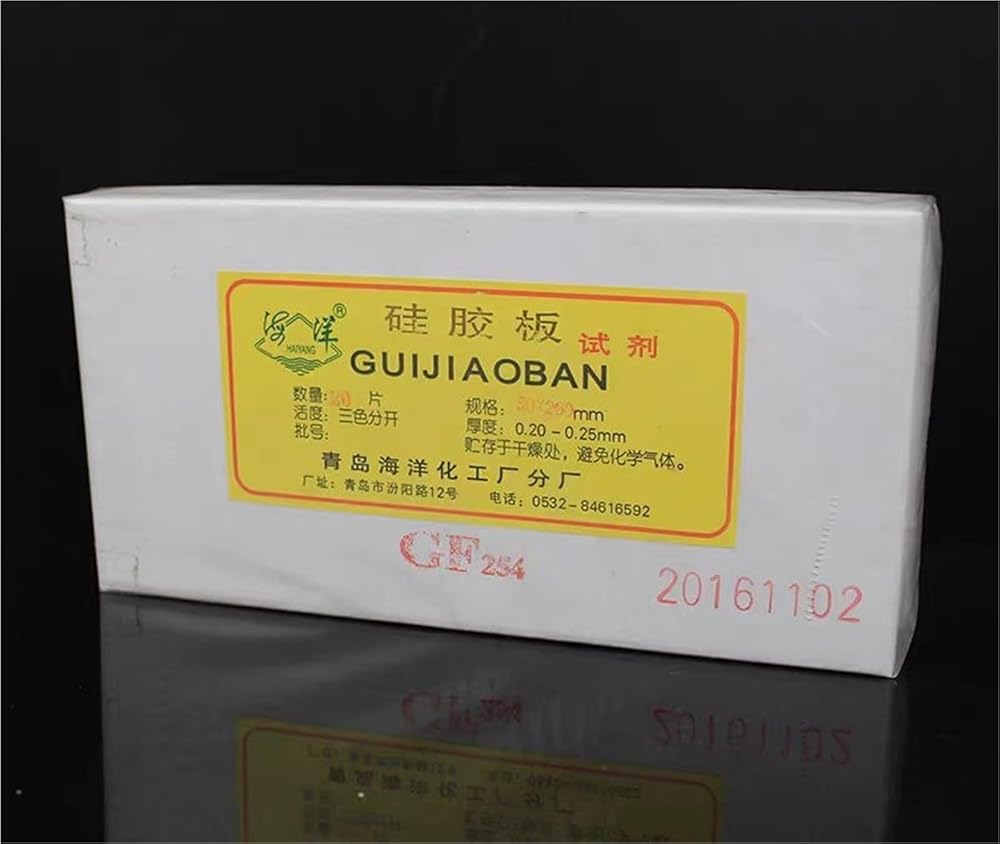 海洋®
HAIYANG
硅胶板 试剂
GUIJIAOBAN
数量: 20 片
活度: 三色分开
批号:
规格: mm
厚度: 0.20-0.25mm
贮存于干燥处，避免化学气体。
青岛海洋化工厂分厂
厂址: 青岛市汾阳路12号 电话: 0532-84616592
GF254
20161102